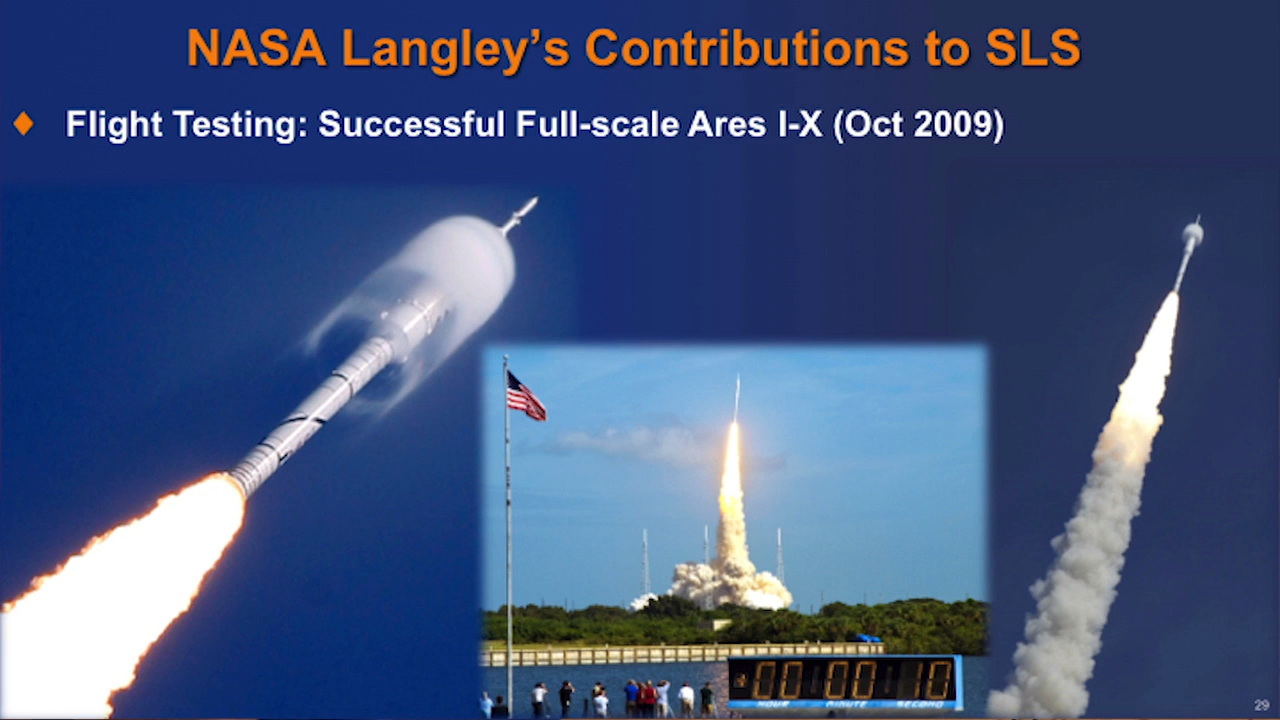 NASA Langley’s Contributions to SLS
Flight Testing: Successful Full-scale Ares I-X (Oct 2009)
+00 00 10
HOUR MINUTE SECOND
29